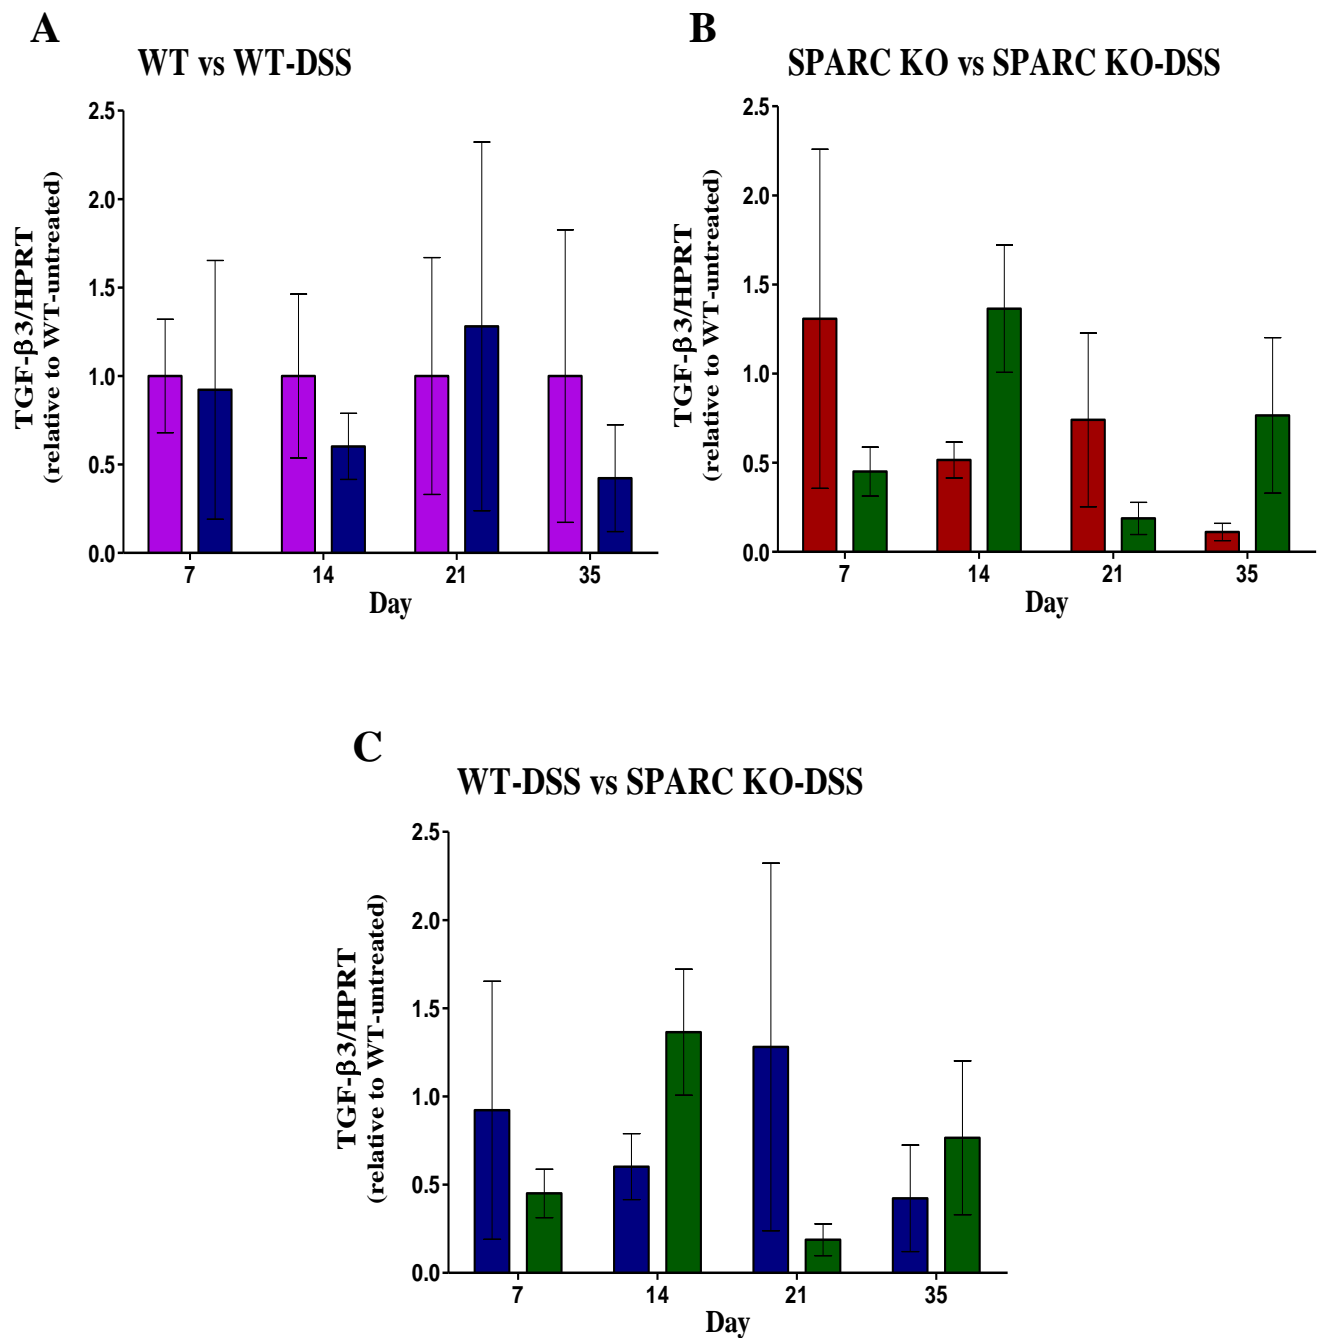 A
WT vs WT-DSS
TGF-β3/HPRT
(relative to WT-untreated)
2.5
2.0
1.5
1.0
0.5
0.0
7 14 21 35
Day
B
SPARC KO vs SPARC KO-DSS
TGF-β3/HPRT
(relative to WT-untreated)
2.5
2.0
1.5
1.0
0.5
0.0
7 14 21 35
Day
C
WT-DSS vs SPARC KO-DSS
TGF-β3/HPRT
(relative to WT-untreated)
2.5
2.0
1.5
1.0
0.5
0.0
7 14 21 35
Day